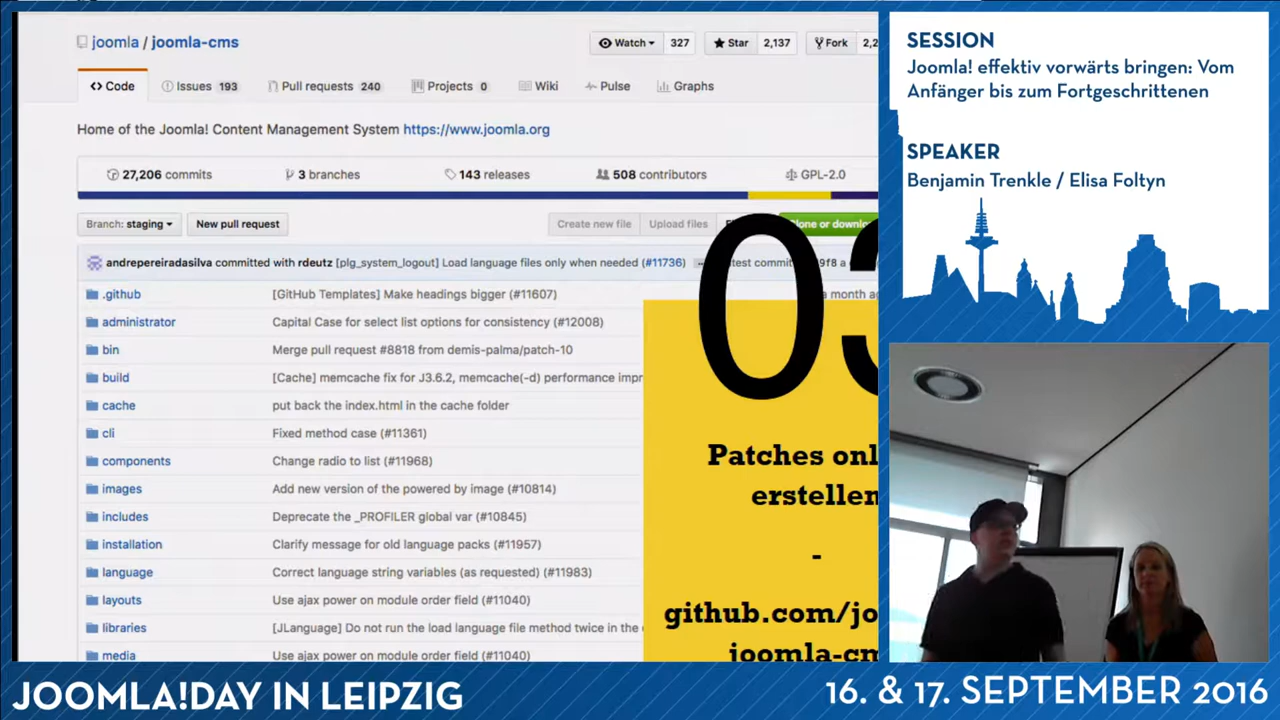 joomla / joomla-cms
Watch 327 Star 2,137 Fork 2,2
Code Issues 193 Pull requests 240 Projects 0 Wiki Pulse Graphs
Home of the Joomla! Content Management System https://www.joomla.org
27,206 commits 3 branches 143 releases 508 contributors GPL-2.0
Branch: staging New pull request Create new file Upload files
andrepereiradasilva committed with rdeutz [plg_system_logout] Load language files only when needed (#11736)
.github [GitHub Templates] Make headings bigger (#11607)
administrator Capital Case for select list options for consistency (#12008)
bin Merge pull request #8818 from demis-palma/patch-10
build [Cache] memcache fix for J3.6.2, memcache(-d) performance impr
cache put back the index.html in the cache folder
cli Fixed method case (#11361)
components Change radio to list (#11968)
images Add new version of the powered by image (#10814)
includes Deprecate the _PROFILER global var (#10845)
installation Clarify message for old language packs (#11957)
language Correct language string variables (as requested) (#11983)
layouts Use ajax power on module order field (#11040)
libraries [JLanguage] Do not run the load language file method twice in the
media Use ajax power on module order field (#11040)
03
Patches onl
erstellen
-
github.com/jo
joomla-cm
SESSION
Joomla! effektiv vorwärts bringen: Vom
Anfänger bis zum Fortgeschrittenen
SPEAKER
Benjamin Trenkle / Elisa Foltyn
JOOMLA!DAY IN LEIPZIG
16. & 17. SEPTEMBER 2016